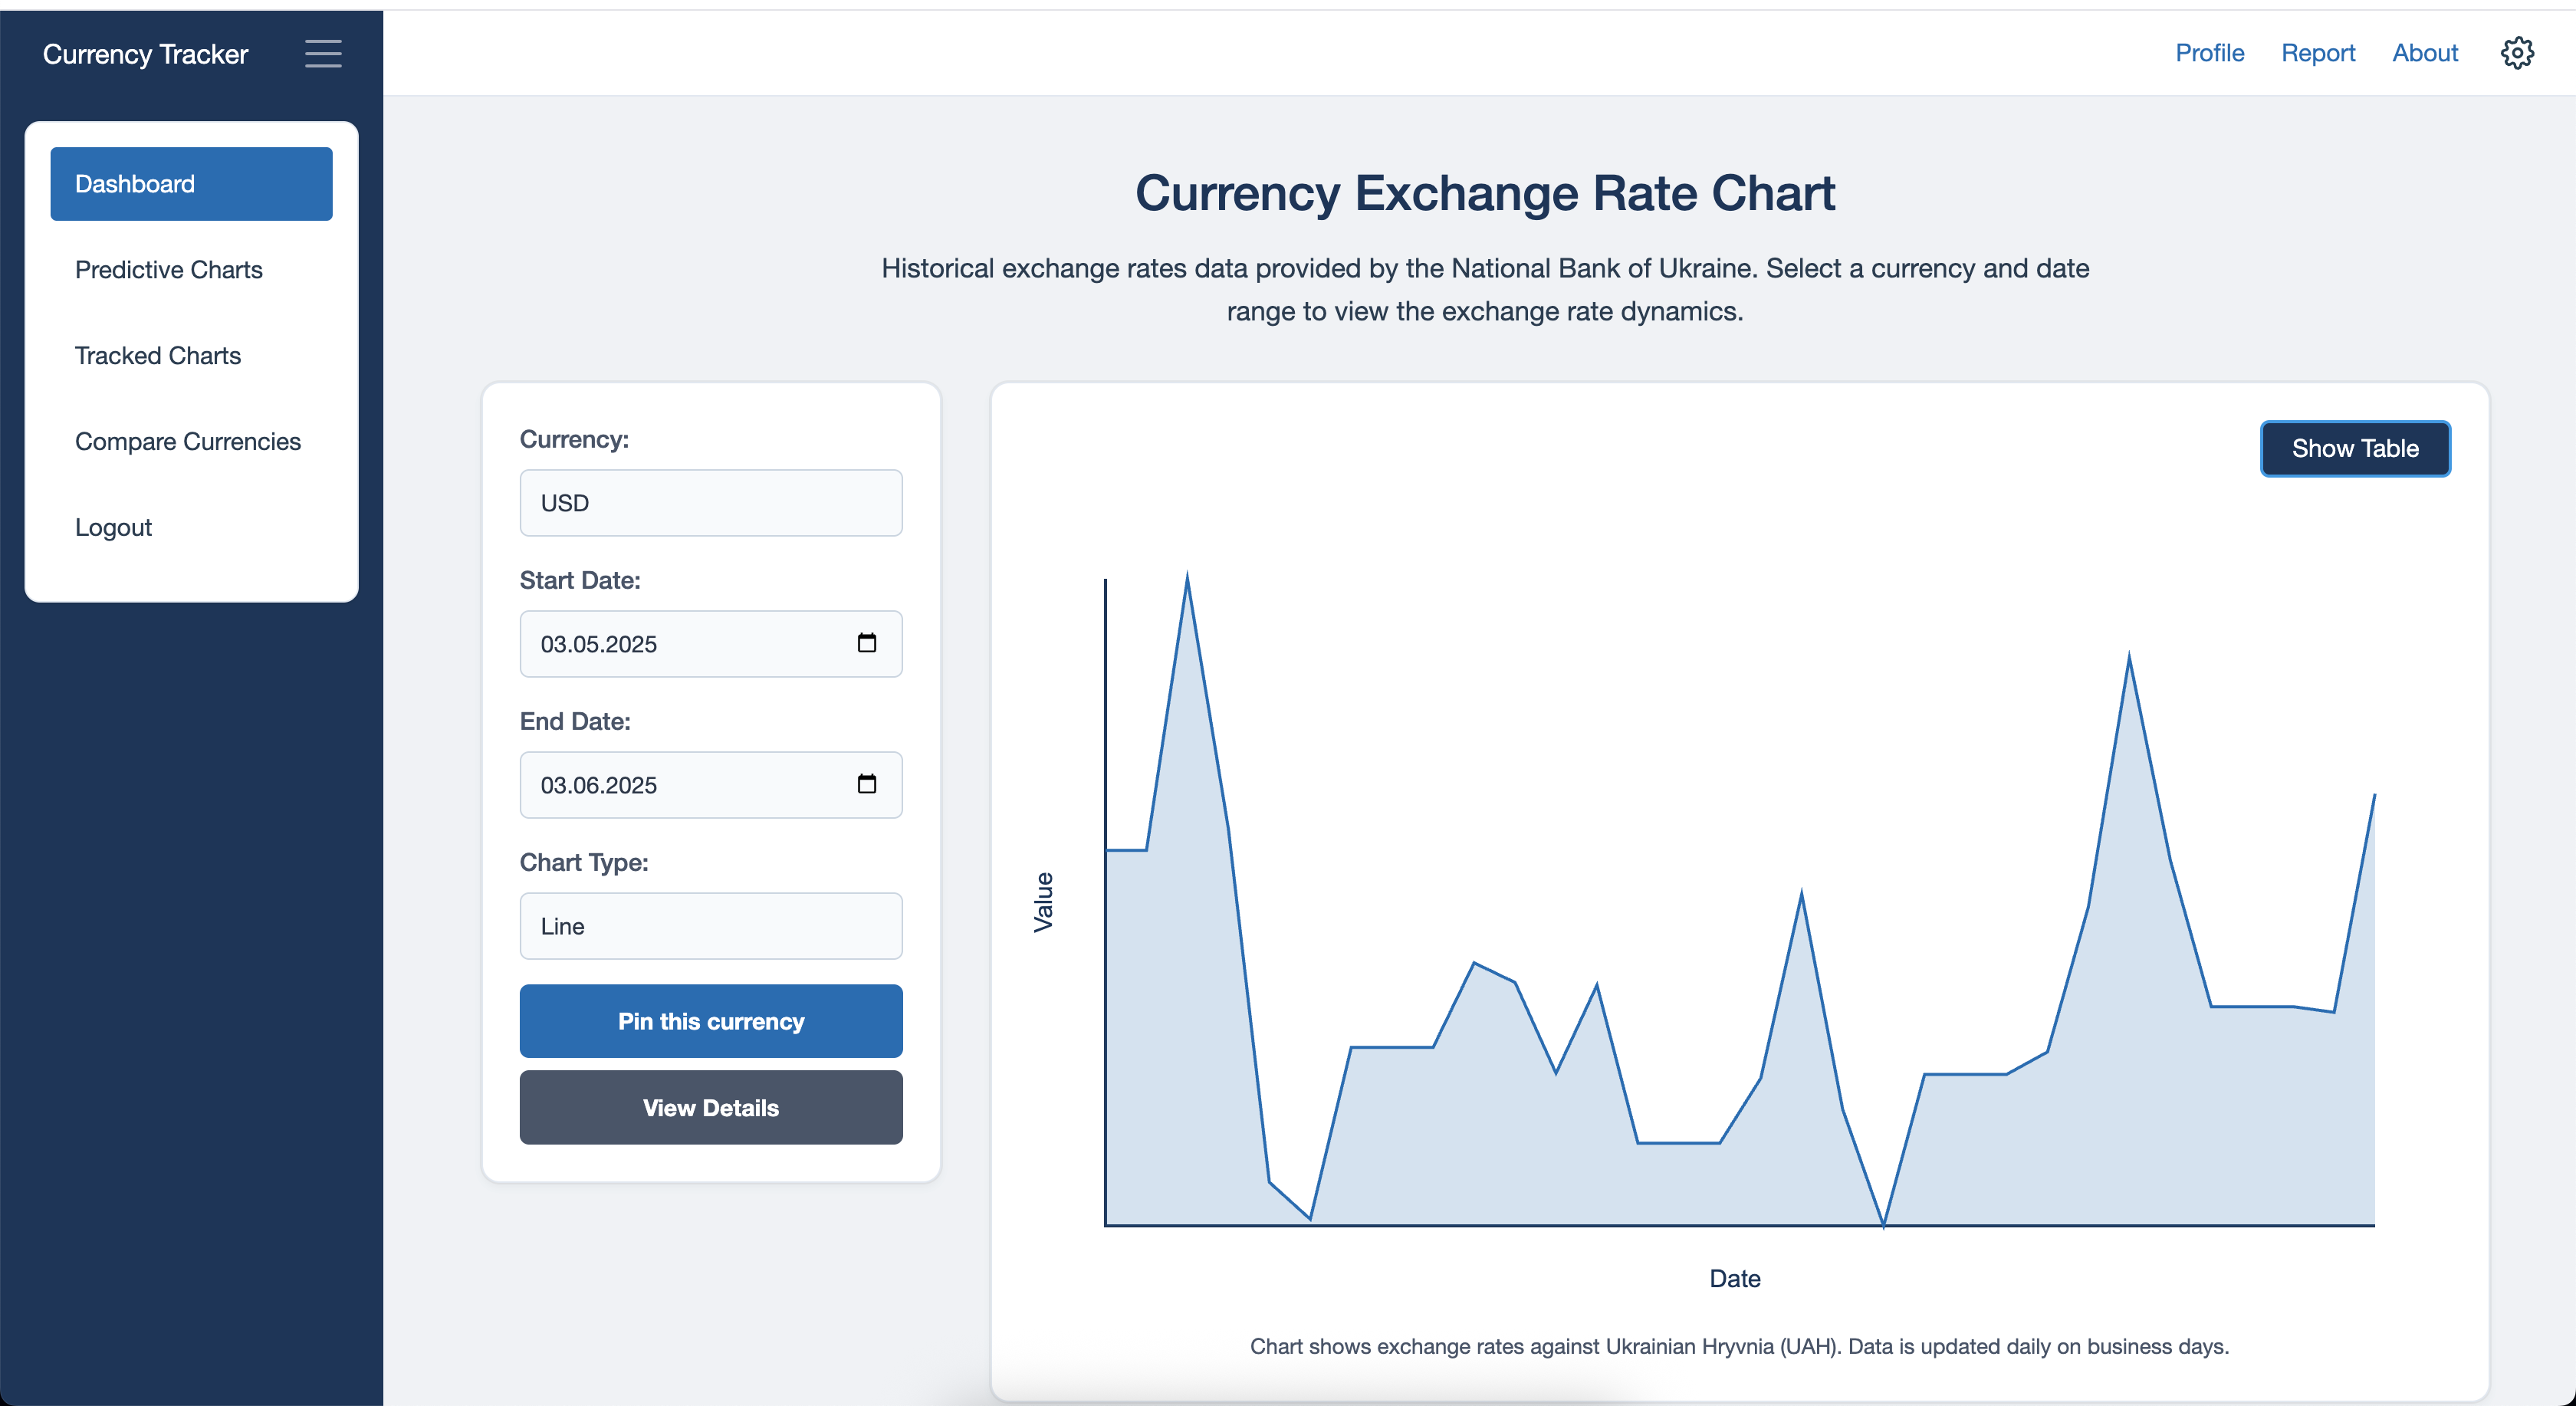 Currency Tracker
Profile
Report
About
Dashboard
Predictive Charts
Tracked Charts
Compare Currencies
Logout
Currency Exchange Rate Chart
Historical exchange rates data provided by the National Bank of Ukraine. Select a currency and date
range to view the exchange rate dynamics.
Currency:
USD
Start Date:
03.05.2025
End Date:
03.06.2025
Chart Type:
Line
Pin this currency
View Details
Show Table
Value
Date
Chart shows exchange rates against Ukrainian Hryvnia (UAH). Data is updated daily on business days.